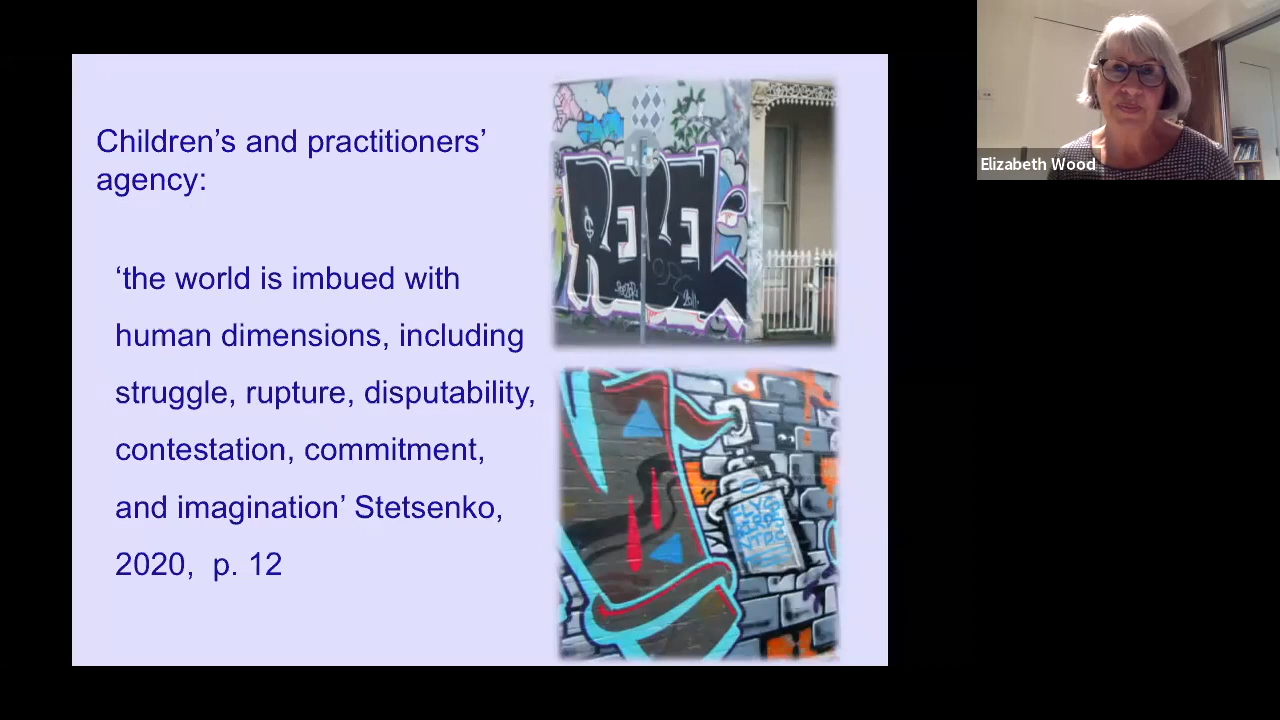 Children’s and practitioners’
agency:
‘the world is imbued with
human dimensions, including
struggle, rupture, disputability,
contestation, commitment,
and imagination’ Stetsenko,
2020,  p. 12
REBEL
Elizabeth Wood